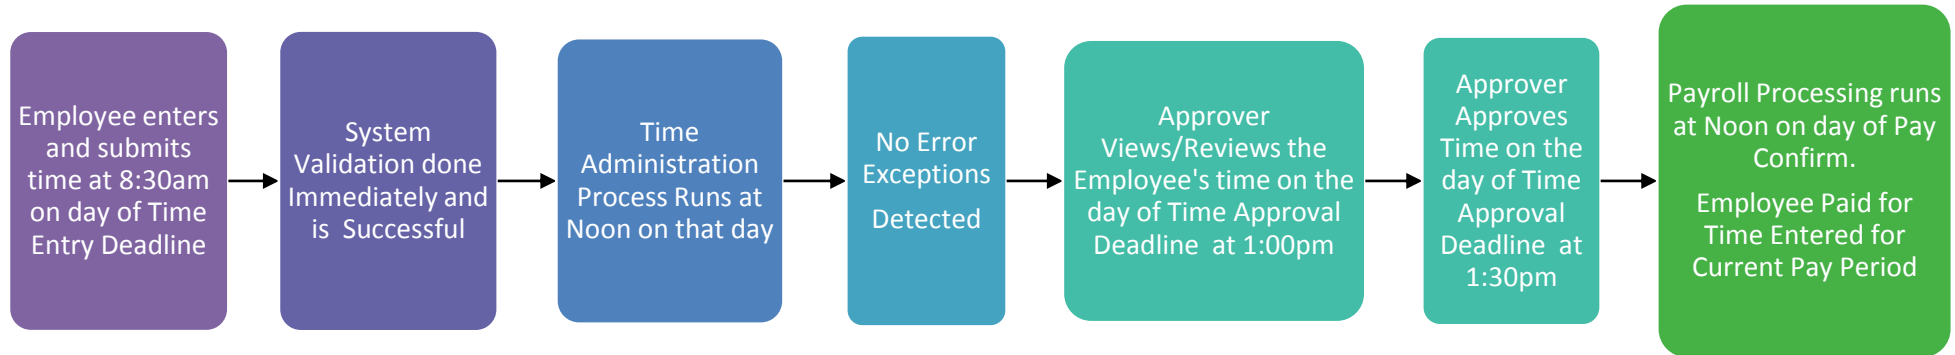 Employee enters
and submits
time at 8:30am
on day of Time
Entry Deadline
System
Validation done
Immediately and
is Successful
Time
Administration
Process Runs at
Noon on that day
No Error
Exceptions
Detected
Approver
Views/Reviews the
Employee's time on the
day of Time Approval
Deadline at 1:00pm
Approver
Approves
Time on the
day of Time
Approval
Deadline at
1:30pm
Payroll Processing runs
at Noon on day of Pay
Confirm.
Employee Paid for
Time Entered for
Current Pay Period